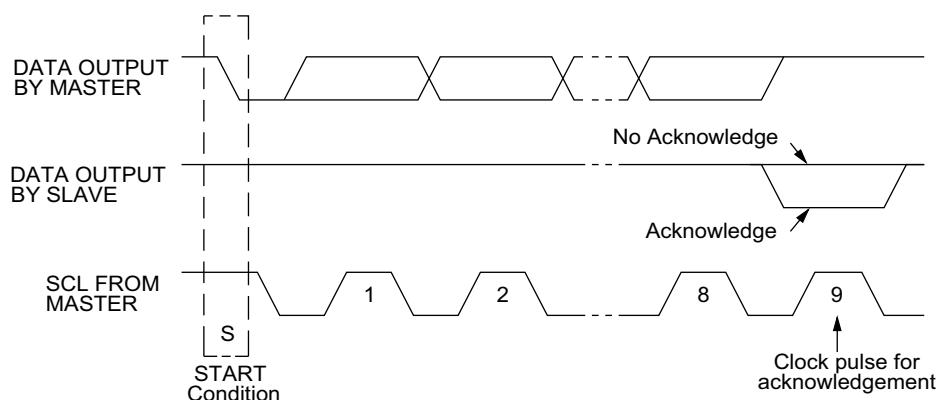 DATA OUTPUT
BY MASTER
No Acknowledge
DATA OUTPUT
BY SLAVE
Acknowledge
SCL FROM
MASTER
1
2
8
9
S
START
Condition
Clock pulse for
acknowledgement